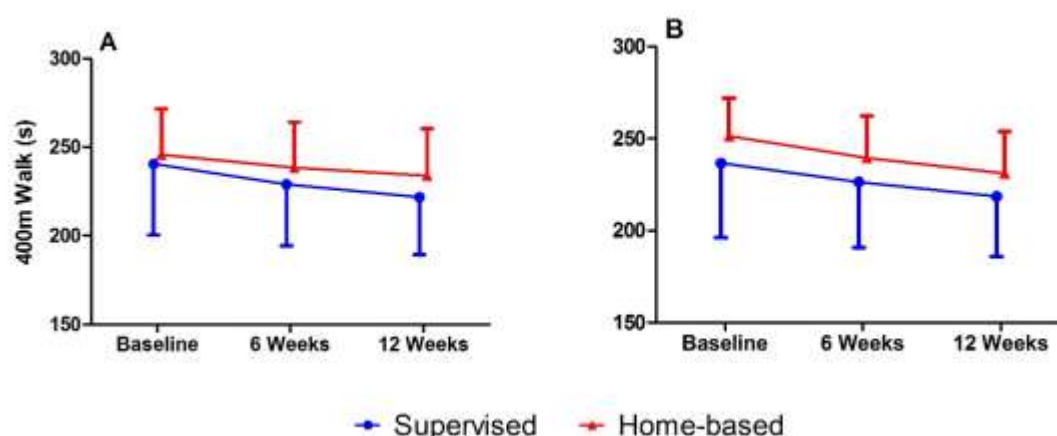 A
300
250
200
150
400m Walk (s)
Baseline 6 Weeks 12 Weeks
B
300
250
200
150
Baseline 6 Weeks 12 Weeks
Supervised Home-based